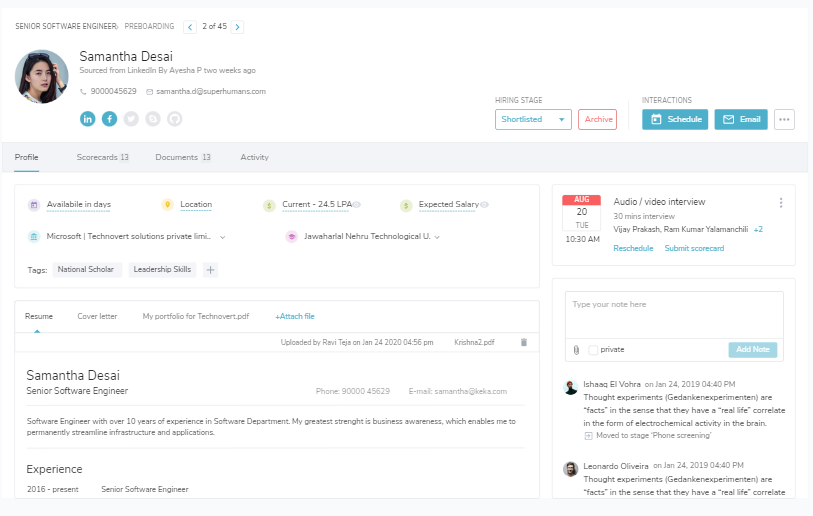 SENIOR SOFTWARE ENGINEER› PREBOARDING < 2 of 45 >
Samantha Desai
Sourced from LinkedIn By Ayesha P two weeks ago
9000045629 samantha.d@superhumans.com
HIRING STAGE
Shortlisted Archive
INTERACTIONS
Schedule Email
Profile Scorecards 13 Documents 13 Activity
Availabile in days Location Current - 24.5 LPA Expected Salary
Microsoft | Technovert solutions private limi.. Jawaharlal Nehru Technological U.
Tags: National Scholar Leadership Skills +
Resume Cover letter My portfolio for Technovert.pdf +Attach file
Uploaded by Ravi Teja on Jan 24 2020 04:56 pm Krishna2.pdf
Samantha Desai
Senior Software Engineer Phone: 90000 45629 E-mail: samantha@keka.com
Software Engineer with over 10 years of experience in Software Department. My greatest strenght is business awareness, which enables me to
permanently streamline infrastructure and applications.
Experience
2016 - present Senior Software Engineer
AUG
20
TUE
10:30 AM
Audio / video interview
30 mins interview
Vijay Prakash, Ram Kumar Yalamanchili +2
Reschedule Submit scorecard
Type your note here
private Add Note
Ishaaq El Vohra on Jan 24, 2019 04:40 PM
Thought experiments (Gedankenexperimenten) are
“facts” in the sense that they have a “real life” correlate
in the form of electrochemical activity in the brain.
Moved to stage ‘Phone screening’
Leonardo Oliveira on Jan 24, 2019 04:40 PM
Thought experiments (Gedankenexperimenten) are
“facts” in the sense that they have a “real life” correlate